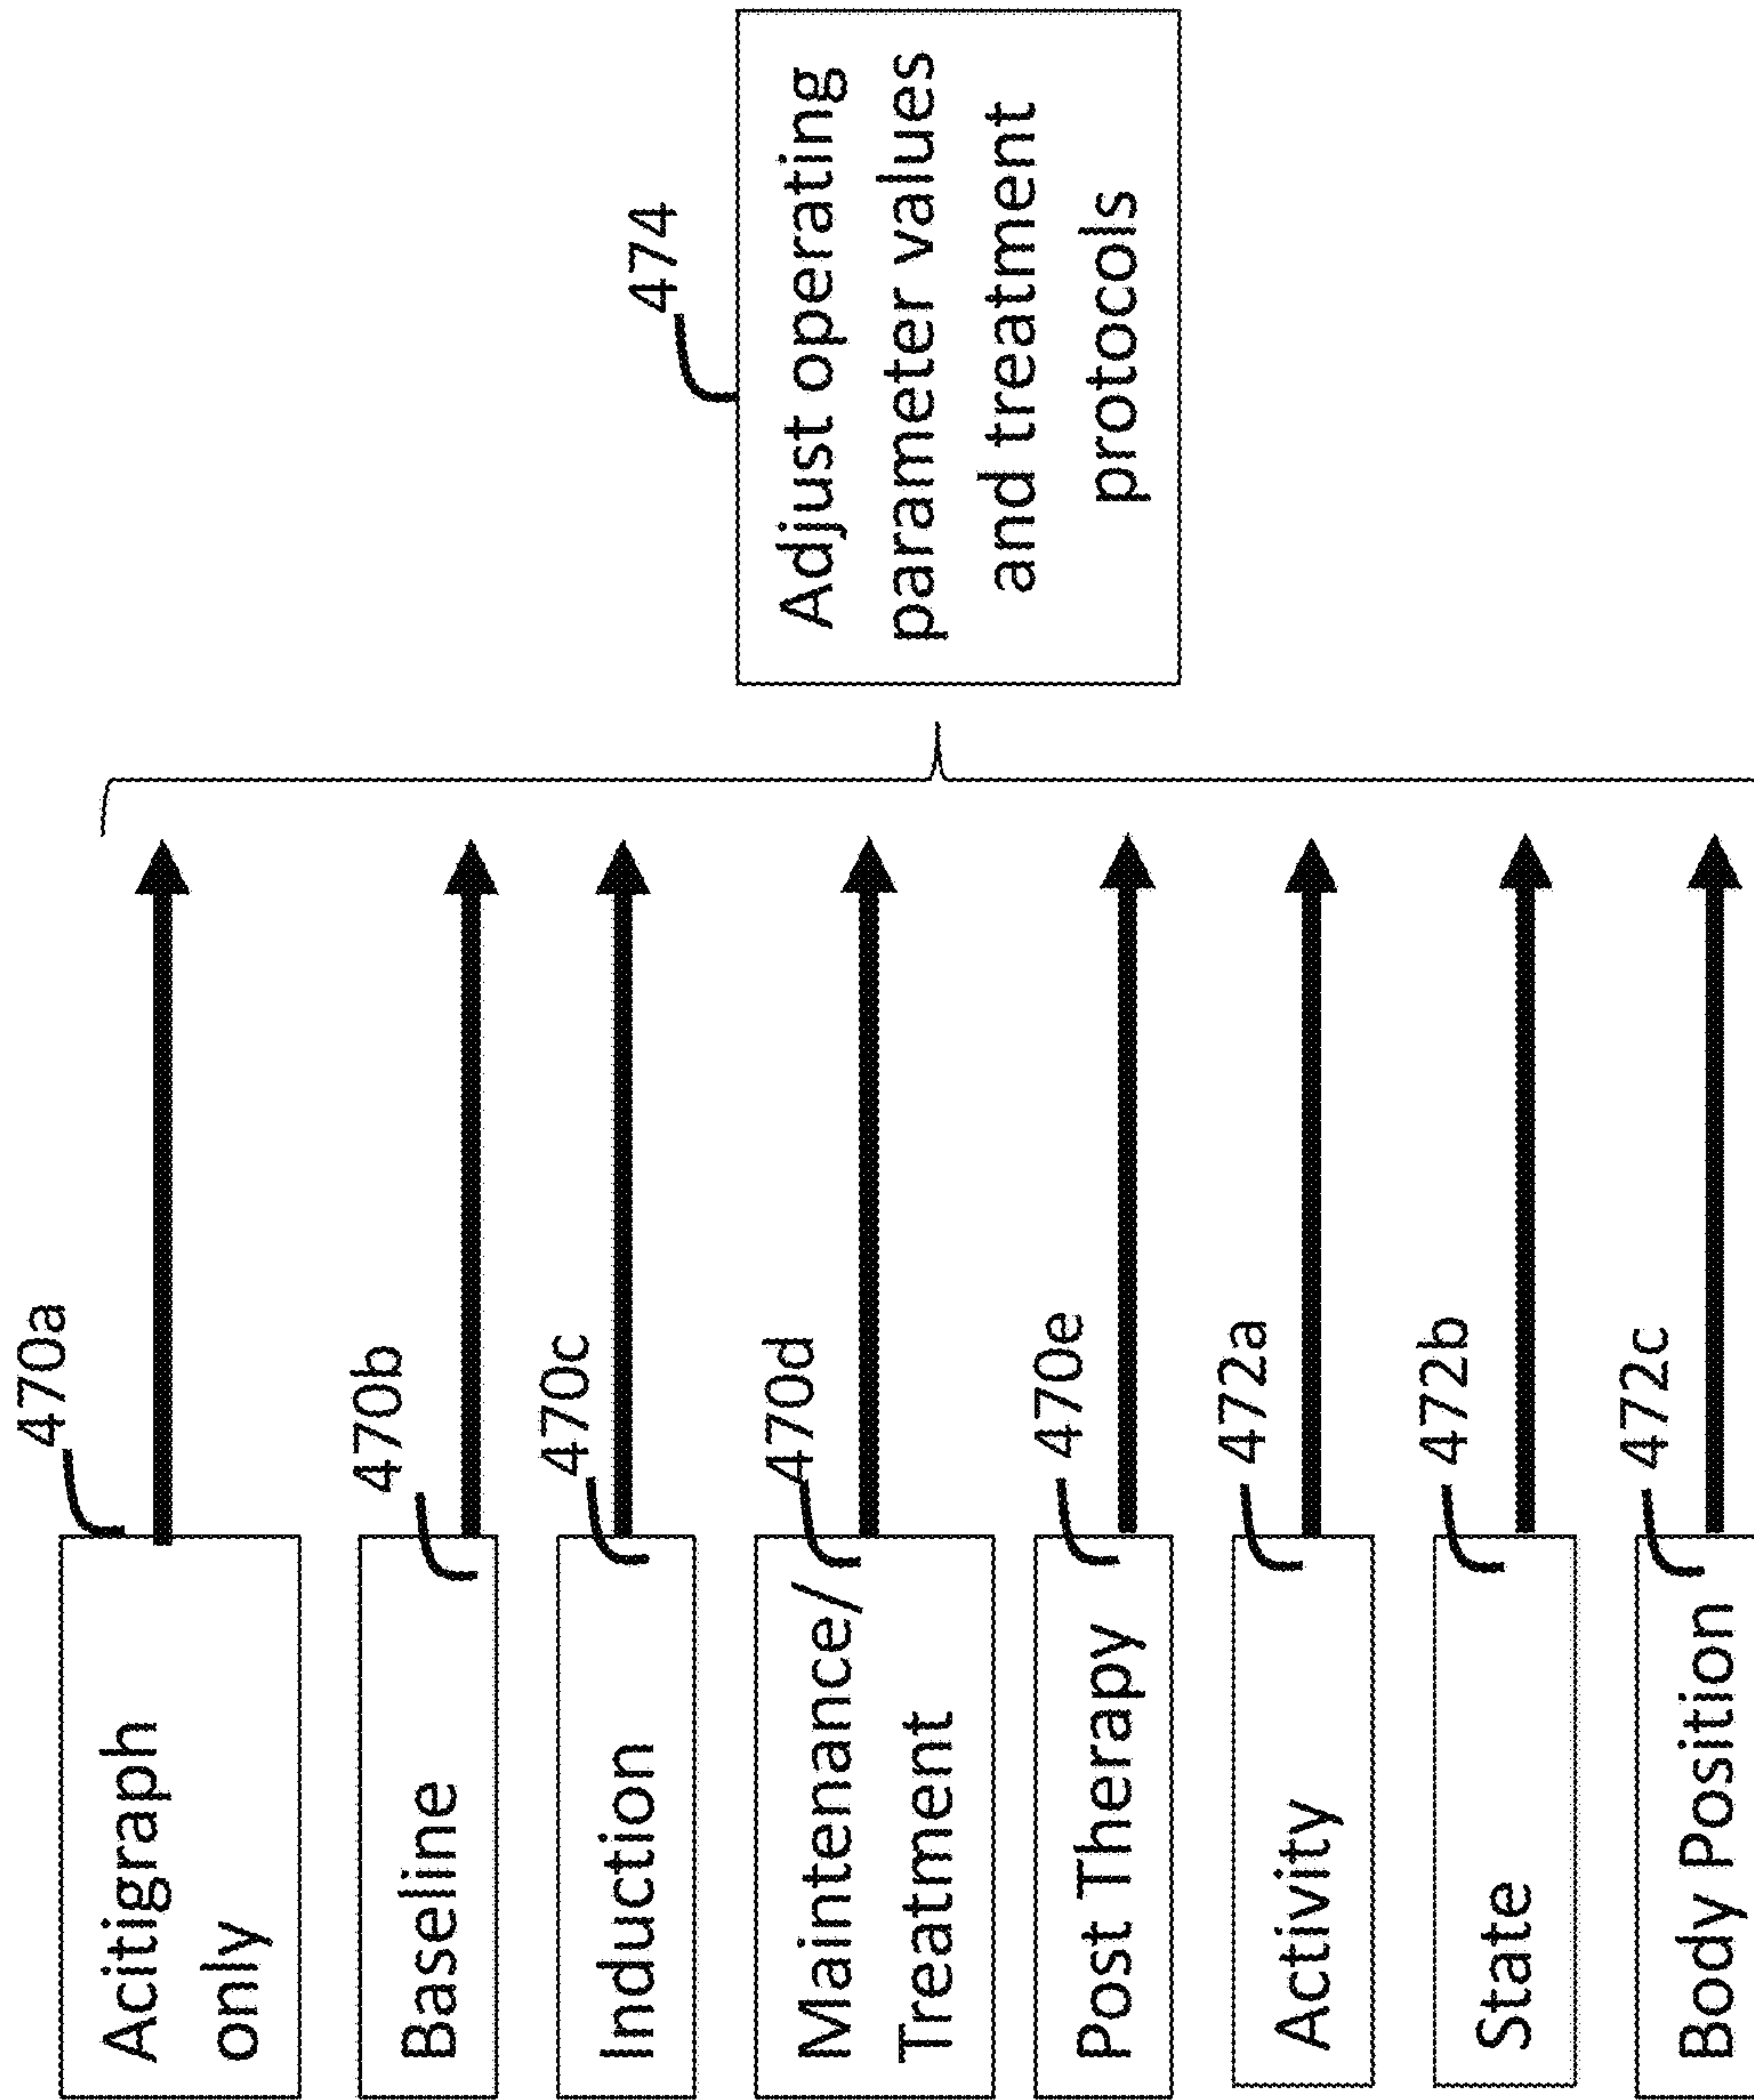 470a
Acitigraph
only
470b
Baseline
470c
Induction
470d
Maintenance/
Treatment
470e
Post Therapy
472a
Activity
472b
State
472c
Body Position
474
Adjust operating
parameter values
and treatment
protocols